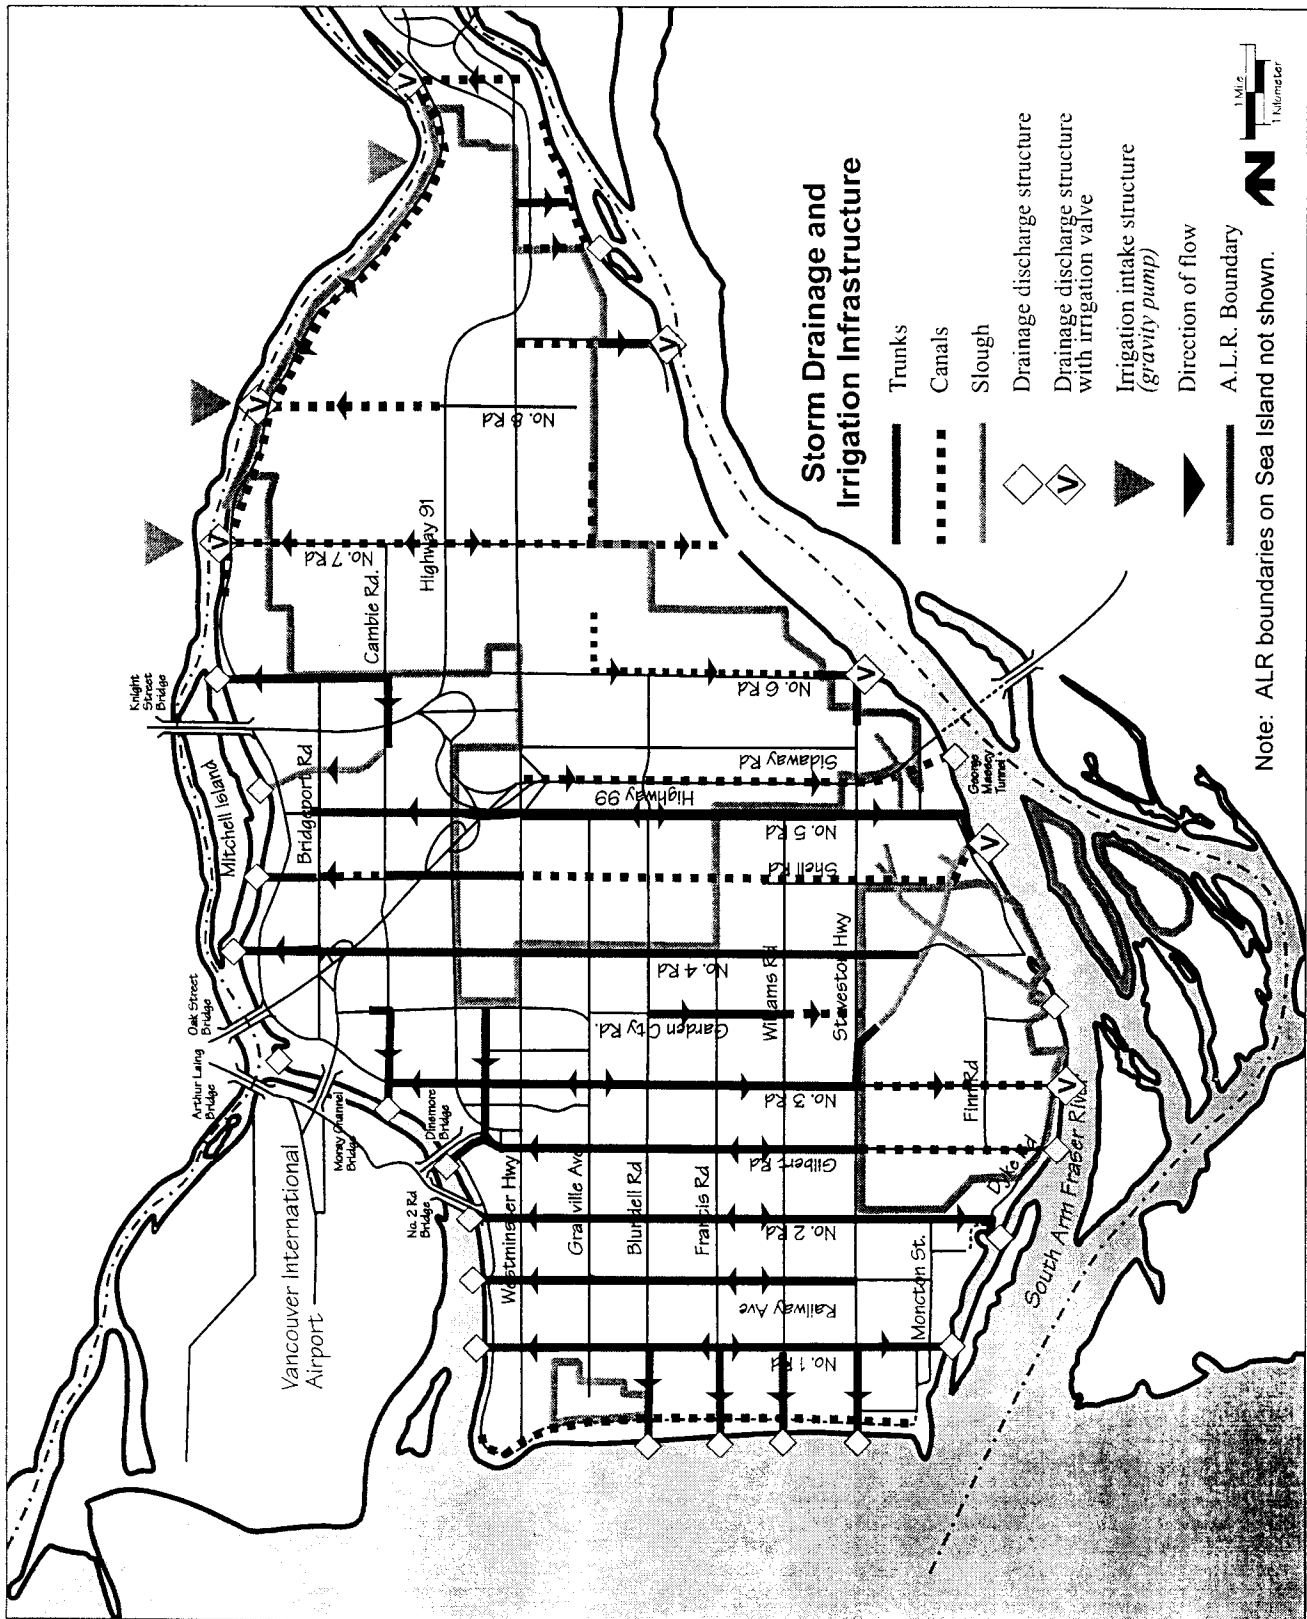 Storm Drainage and
Irrigation Infrastructure
Trunks
Canals
Slough
Drainage discharge structure
Drainage discharge structure
with irrigation valve
V
Irrigation intake structure
(gravity pump)
Direction of flow
A.L.R. Boundary
Note: ALR boundaries on Sea Island not shown.
N
1 Mile
1 Kilometer
Vancouver International
Airport
Arthur Laing
Bridge
Oak Street
Bridge
Knight
Street
Bridge
Mitchell Island
Moray Channel
Bridge
Dinsmore
Bridge
No. 2 Rd
Bridge
Bridgeport Rd
Cambie Rd.
Highway 91
Westminster Hwy
Granville Ave
Blundell Rd
Francis Rd
Williams Rd
Steveston Hwy
Moncton St.
Finn Rd
Dyke Rd
No. 1 Rd
Railway Ave
No. 2 Rd
Gilbert Rd
No. 3 Rd
Garden City Rd.
No. 4 Rd
Shell Rd
No. 5 Rd
Highway 99
Sidaway Rd
No. 6 Rd
No. 7 Rd
No. 8 Rd
George
Massey
Tunnel
South Arm Fraser River
V
V
V
V
V
V
V
V